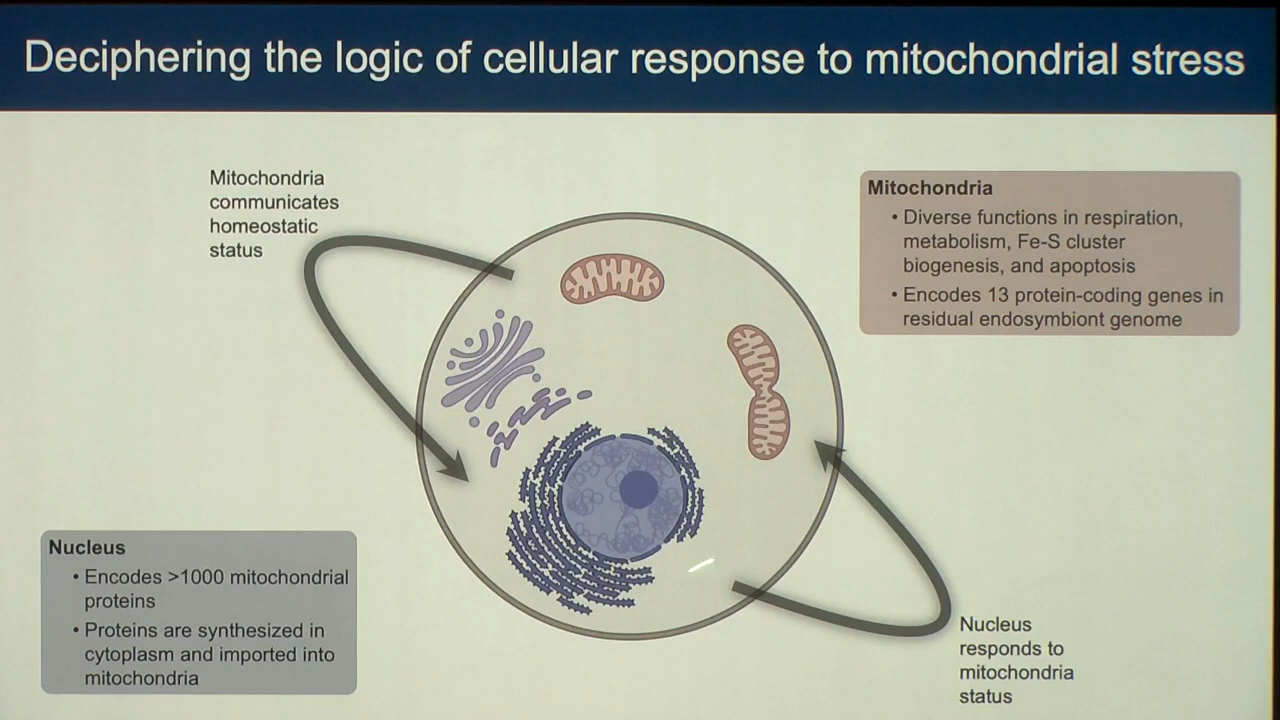 Deciphering the logic of cellular response to mitochondrial stress
Mitochondria
communicates
homeostatic
status
Mitochondria
• Diverse functions in respiration,
metabolism, Fe-S cluster
biogenesis, and apoptosis
• Encodes 13 protein-coding genes in
residual endosymbiont genome
Nucleus
• Encodes >1000 mitochondrial
proteins
• Proteins are synthesized in
cytoplasm and imported into
mitochondria
Nucleus
responds to
mitochondria
status